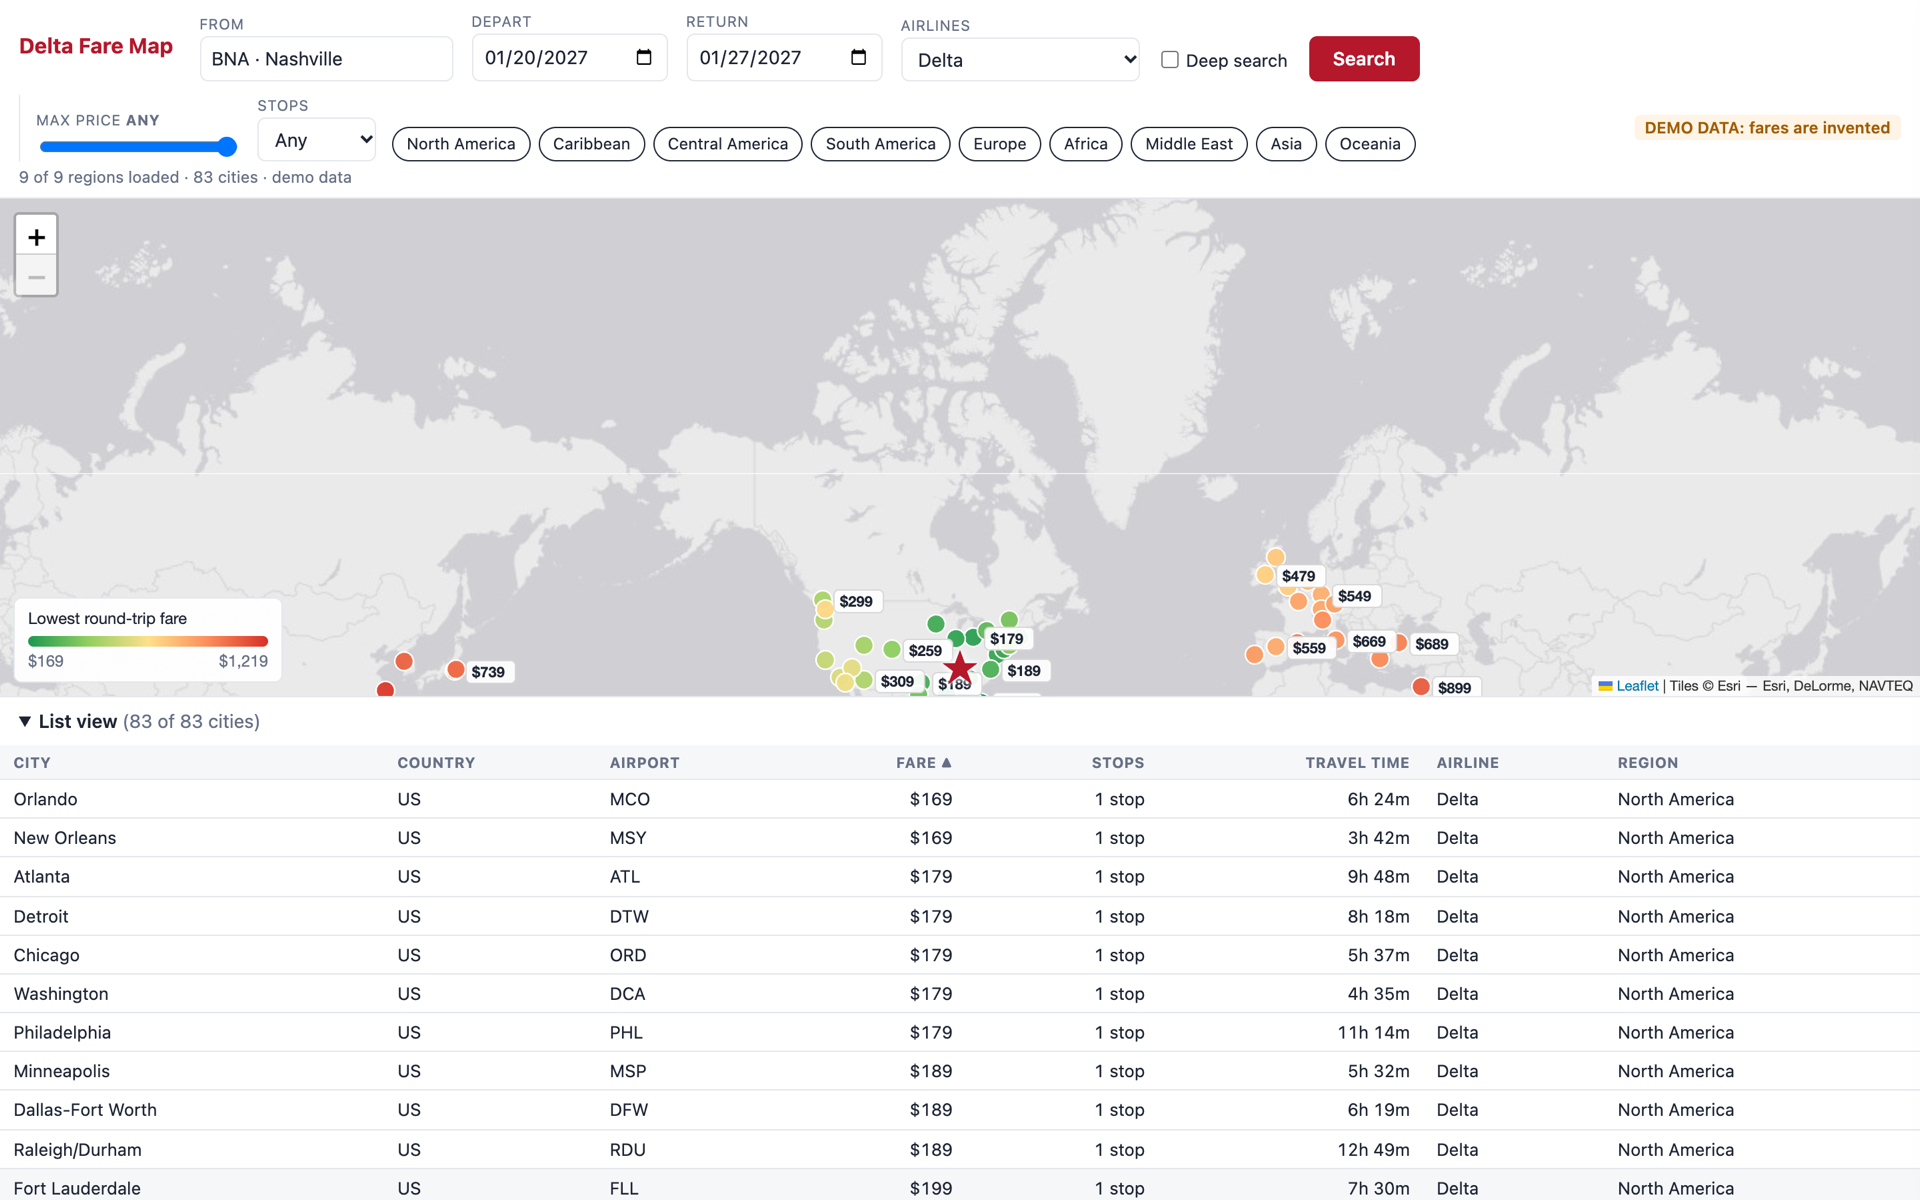 Delta Fare Map
FROM
BNA · Nashville
DEPART
01/20/2027
RETURN
01/27/2027
AIRLINES
Delta
Deep search
Search
MAX PRICE ANY
STOPS
Any
North America
Caribbean
Central America
South America
Europe
Africa
Middle East
Asia
Oceania
DEMO DATA: fares are invented
9 of 9 regions loaded · 83 cities · demo data
+
−
$479
$549
$299
$179
$259
$559
$669
$689
$739
$309
$189
$189
$899
Lowest round-trip fare
$169 $1,219
Leaflet | Tiles © Esri — Esri, DeLorme, NAVTEQ
▼ List view (83 of 83 cities)
CITY COUNTRY AIRPORT FARE ▲ STOPS TRAVEL TIME AIRLINE REGION
Orlando US MCO $169 1 stop 6h 24m Delta North America
New Orleans US MSY $169 1 stop 3h 42m Delta North America
Atlanta US ATL $179 1 stop 9h 48m Delta North America
Detroit US DTW $179 1 stop 8h 18m Delta North America
Chicago US ORD $179 1 stop 5h 37m Delta North America
Washington US DCA $179 1 stop 4h 35m Delta North America
Philadelphia US PHL $179 1 stop 11h 14m Delta North America
Minneapolis US MSP $189 1 stop 5h 32m Delta North America
Dallas-Fort Worth US DFW $189 1 stop 6h 19m Delta North America
Raleigh/Durham US RDU $189 1 stop 12h 49m Delta North America
Fort Lauderdale US FLL $199 1 stop 7h 30m Delta North America